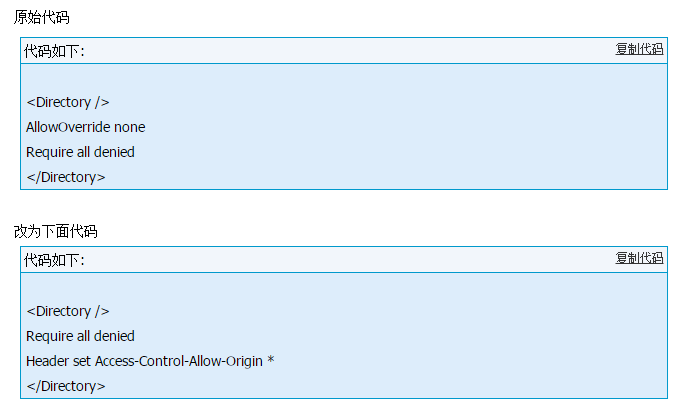 原始代码
代码如下:
复制代码
<Directory />
AllowOverride none
Require all denied
</Directory>
改为下面代码
代码如下:
复制代码
<Directory />
Require all denied
Header set Access-Control-Allow-Origin *
</Directory>